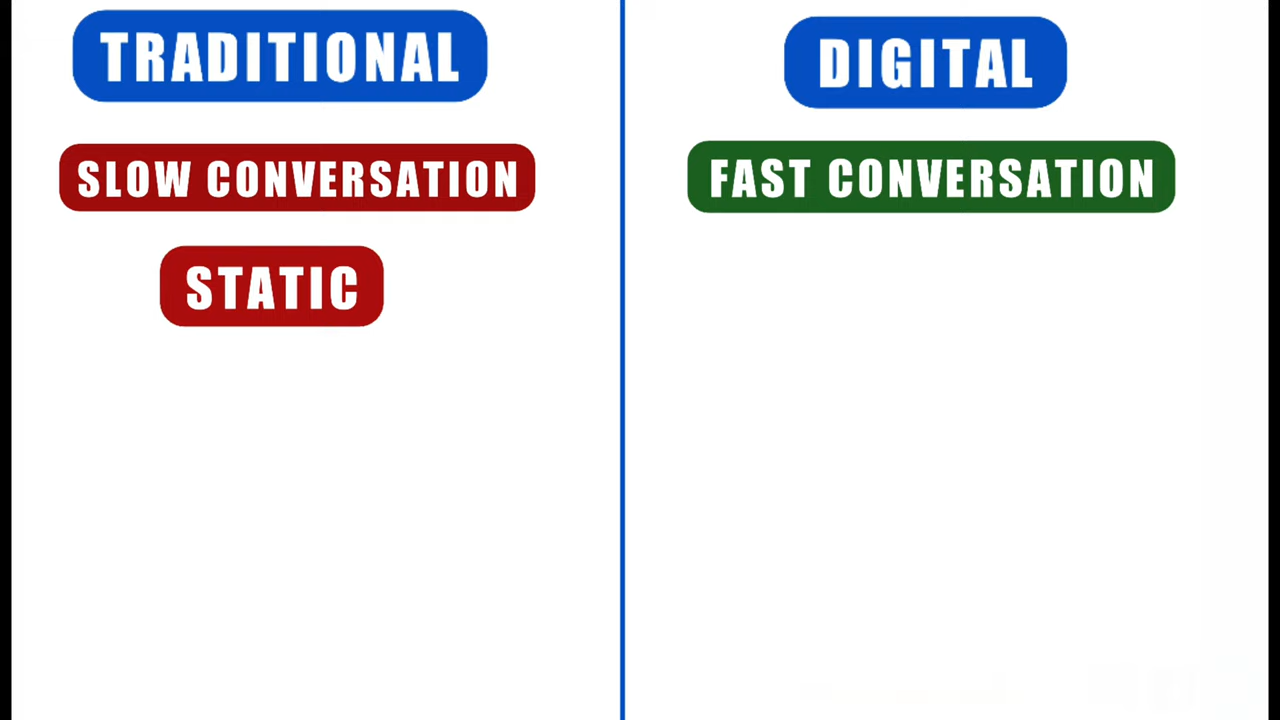 TRADITIONAL
SLOW CONVERSATION
STATIC
DIGITAL
FAST CONVERSATION